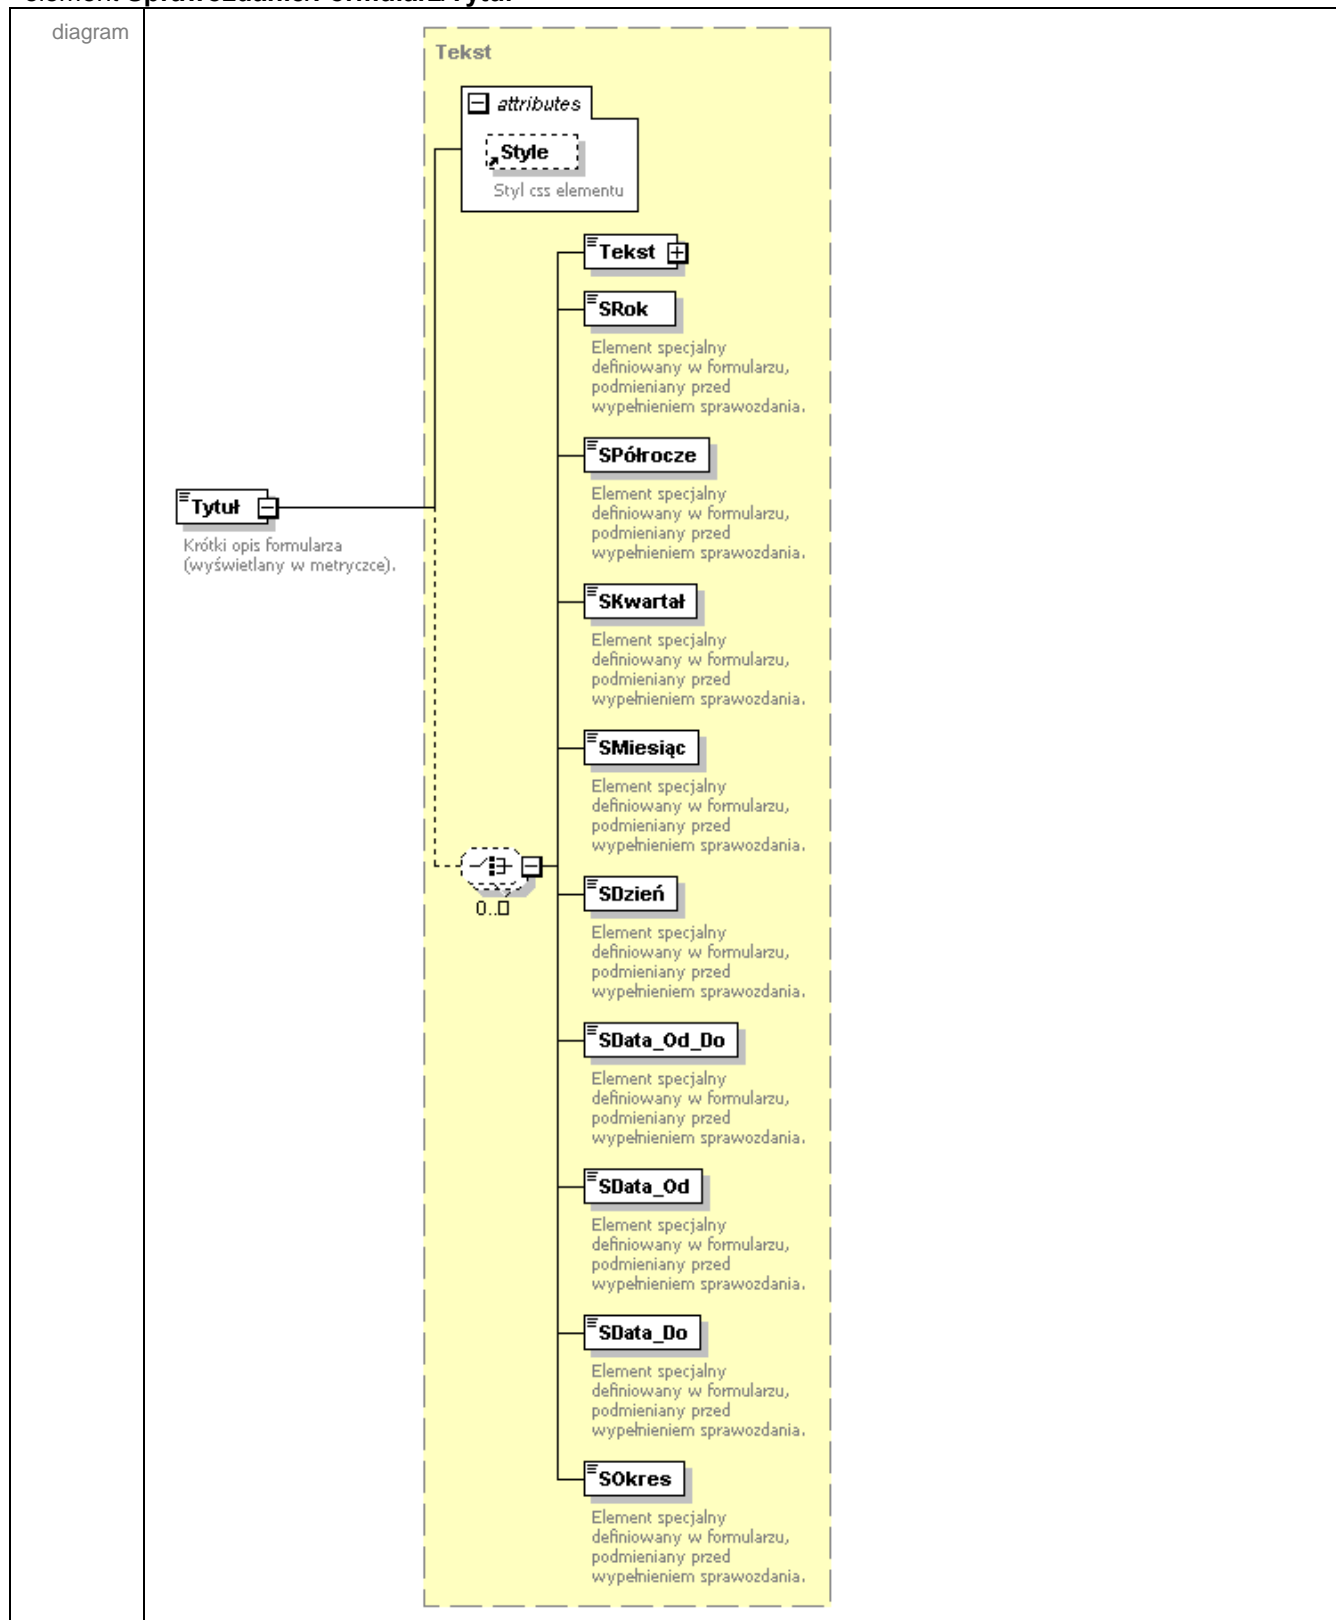 element Sprawozdanie/Formularz/Tytuł
diagram
Tekst
attributes
Style
Styl css elementu
Tekst
SRok
Element specjalny
definiowany w formularzu,
podmieniany przed
wypełnieniem sprawozdania.
SPółrocze
Element specjalny
definiowany w formularzu,
podmieniany przed
wypełnieniem sprawozdania.
Tytuł
Krótki opis formularza
(wyświetlany w metryczce).
SKwartał
Element specjalny
definiowany w formularzu,
podmieniany przed
wypełnieniem sprawozdania.
SMiesiąc
Element specjalny
definiowany w formularzu,
podmieniany przed
wypełnieniem sprawozdania.
0..
SDzień
Element specjalny
definiowany w formularzu,
podmieniany przed
wypełnieniem sprawozdania.
SData_Od_Do
Element specjalny
definiowany w formularzu,
podmieniany przed
wypełnieniem sprawozdania.
SData_Od
Element specjalny
definiowany w formularzu,
podmieniany przed
wypełnieniem sprawozdania.
SData_Do
Element specjalny
definiowany w formularzu,
podmieniany przed
wypełnieniem sprawozdania.
SOkres
Element specjalny
definiowany w formularzu,
podmieniany przed
wypełnieniem sprawozdania.